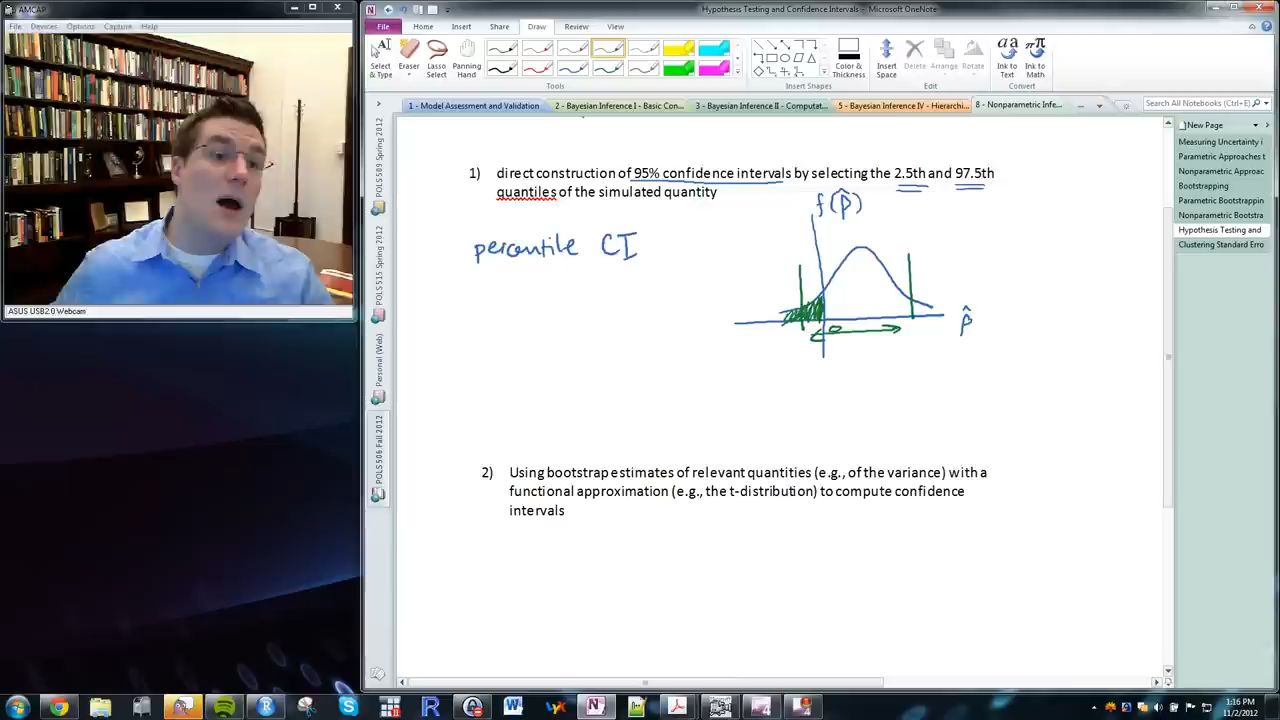 AMCAP
File Devices Options Capture Help
ASUS USB2.0 Webcam
Hypothesis Testing and Confidence Intervals - Microsoft OneNote
File Home Insert Share Draw Review View
Select & Type
Eraser
Lasso Select
Panning Hand
Color & Thickness
Insert Space
Delete
Arrange
Rotate
Ink to Text
Ink to Math
Tools
Insert Shapes
Edit
Convert
1 - Model Assessment and Validation
2 - Bayesian Inference I - Basic Con...
3 - Bayesian Inference II - Computat...
5 - Bayesian Inference IV - Hierarchi...
8 - Nonparametric Infe...
Search All Notebooks (Ctrl+E)
New Page
Measuring Uncertainty i
Parametric Approaches t
Nonparametric Approac
Bootstrapping
Parametric Bootstrappin
Nonparametric Bootstra
Hypothesis Testing and
Clustering Standard Erro
POLS 509 Spring 2012
POLS 515 Spring 2012
Personal (Web)
POLS 506 Fall 2012
1) direct construction of 95% confidence intervals by selecting the 2.5th and 97.5th
quantiles of the simulated quantity
f(β̂)
percentile CI
β̂
0
2) Using bootstrap estimates of relevant quantities (e.g., of the variance) with a
functional approximation (e.g., the t-distribution) to compute confidence
intervals
1:16 PM
11/2/2012